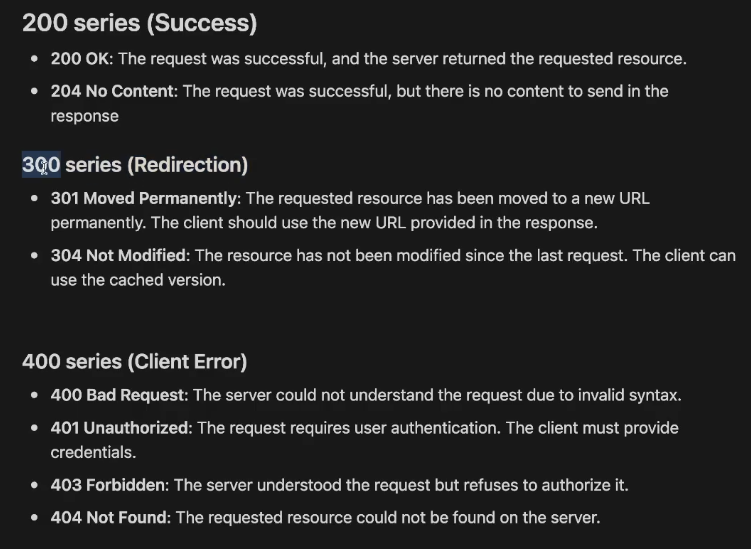 200 series (Success)
• 200 OK: The request was successful, and the server returned the requested resource.
• 204 No Content: The request was successful, but there is no content to send in the
response
300 series (Redirection)
• 301 Moved Permanently: The requested resource has been moved to a new URL
permanently. The client should use the new URL provided in the response.
• 304 Not Modified: The resource has not been modified since the last request. The client can
use the cached version.
400 series (Client Error)
• 400 Bad Request: The server could not understand the request due to invalid syntax.
• 401 Unauthorized: The request requires user authentication. The client must provide
credentials.
• 403 Forbidden: The server understood the request but refuses to authorize it.
• 404 Not Found: The requested resource could not be found on the server.